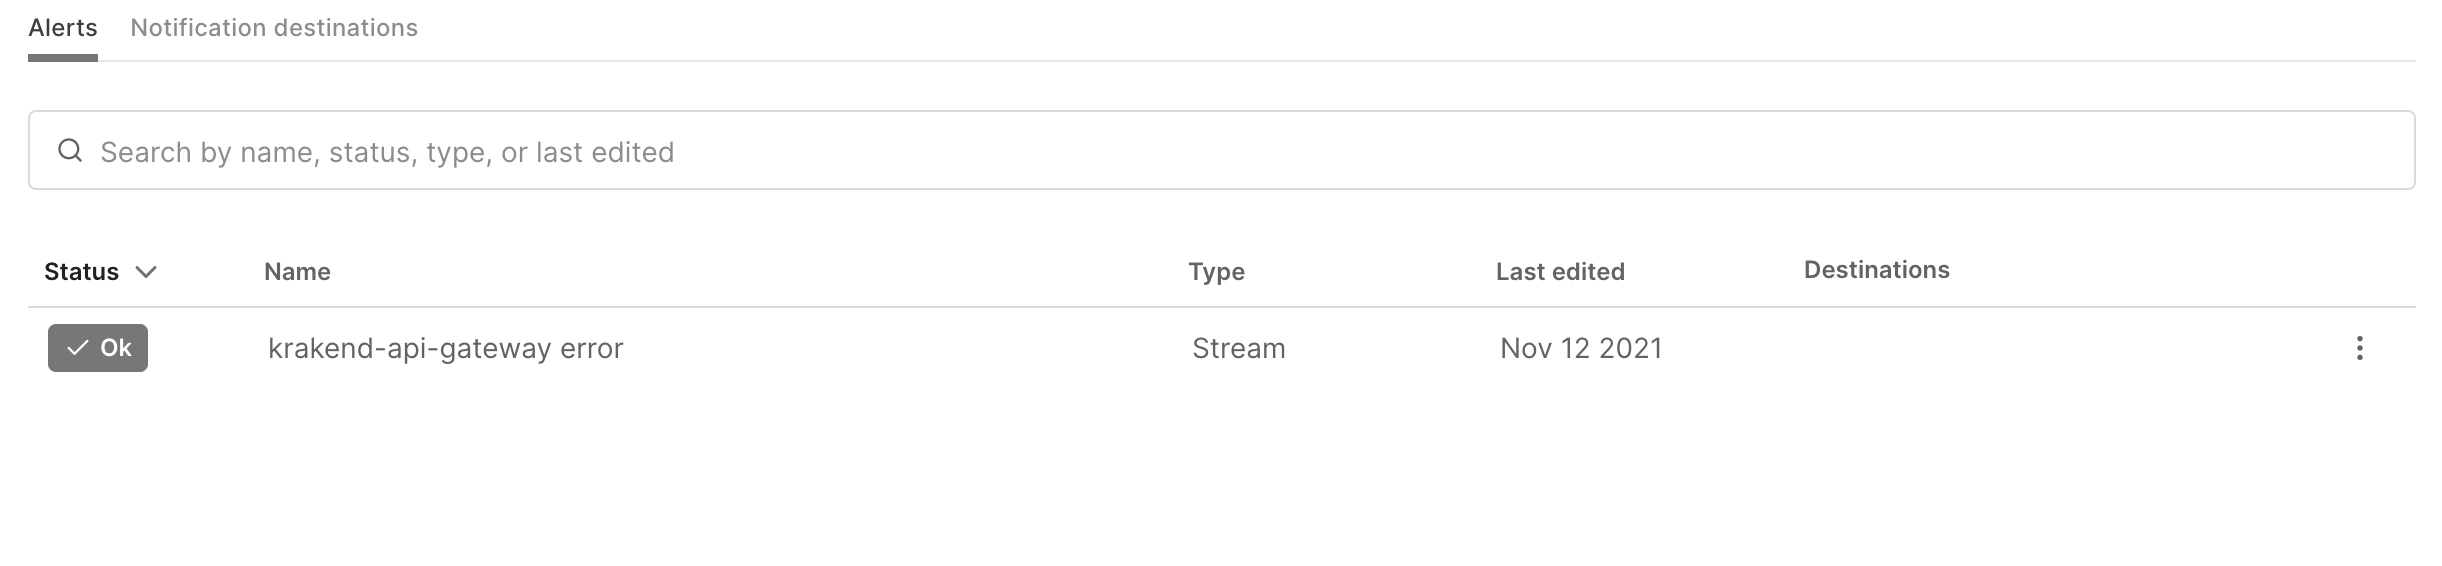 Alerts Notification destinations
Search by name, status, type, or last edited
Status Name Type Last edited Destinations
Ok krakend-api-gateway error Stream Nov 12 2021